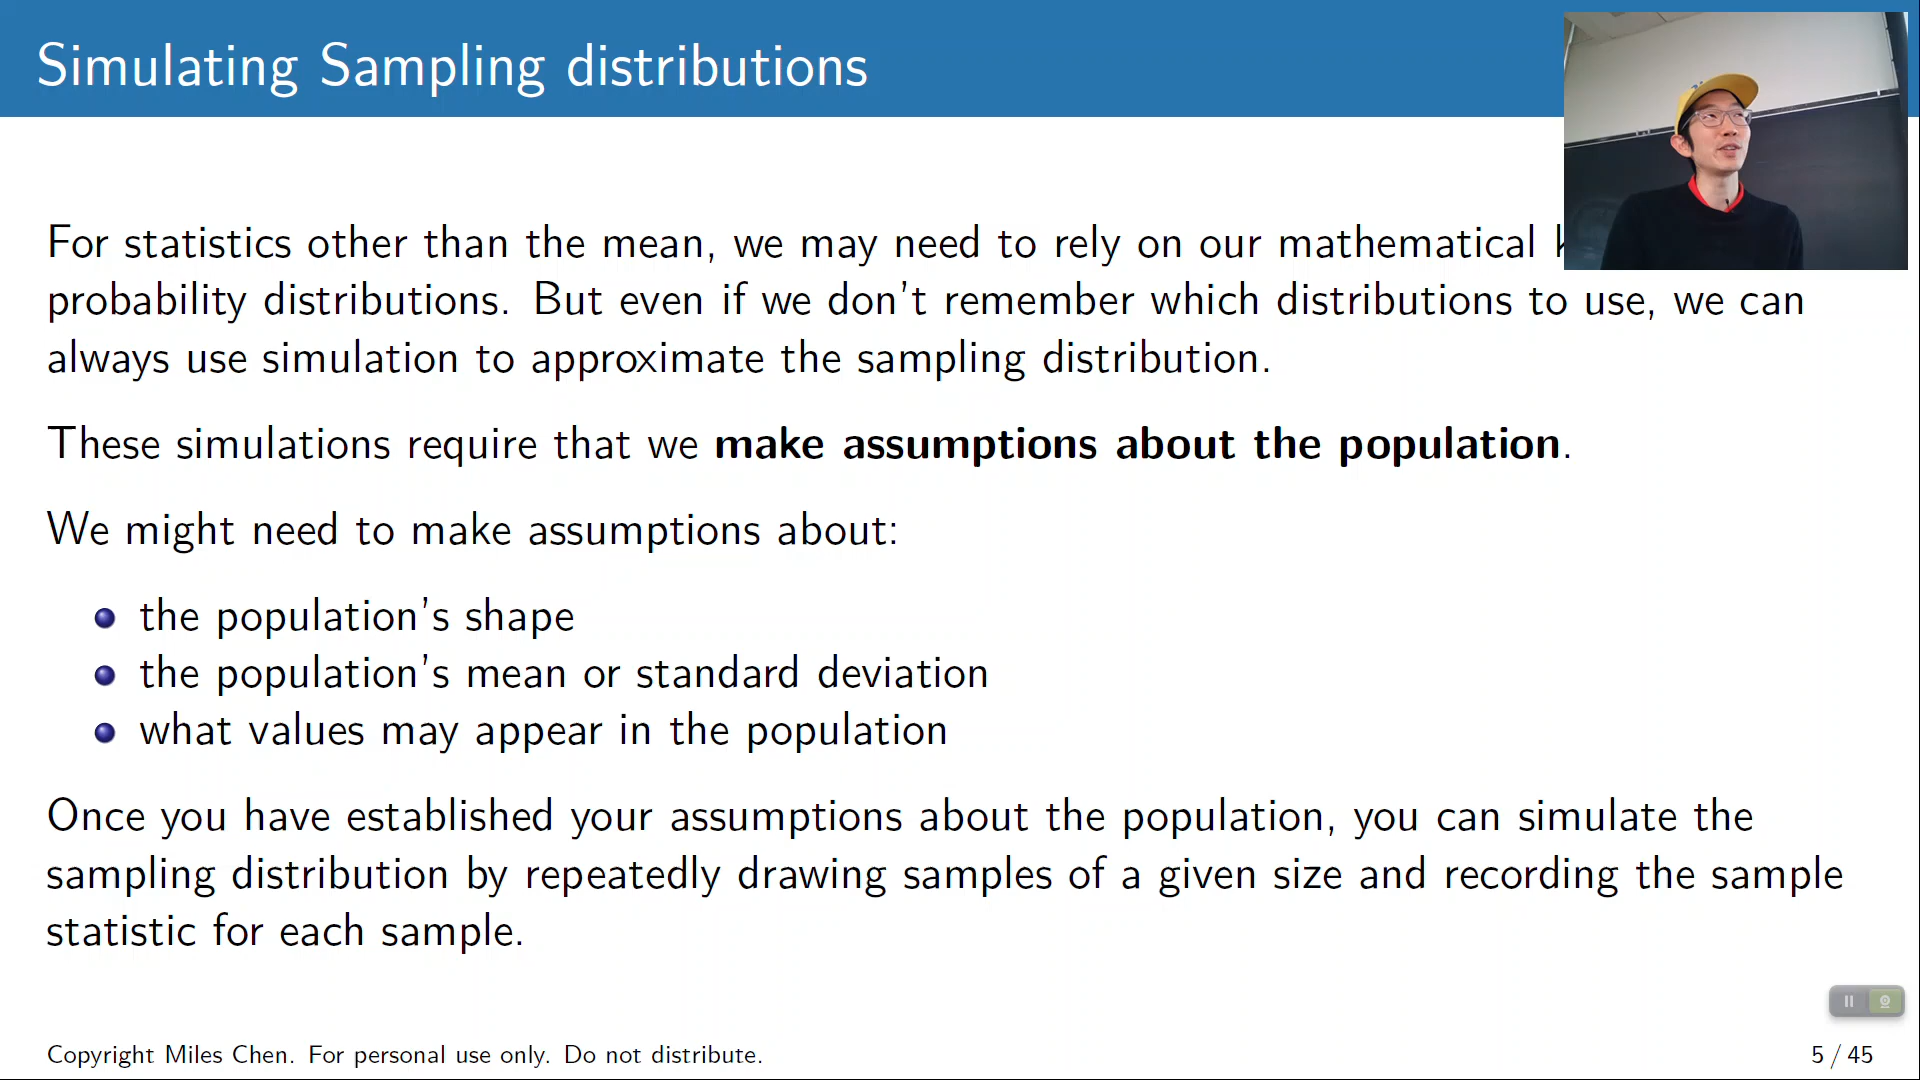 Simulating Sampling distributions
For statistics other than the mean, we may need to rely on our mathematical
probability distributions. But even if we don't remember which distributions to use, we can
always use simulation to approximate the sampling distribution.
These simulations require that we make assumptions about the population.
We might need to make assumptions about:
the population's shape
the population's mean or standard deviation
what values may appear in the population
Once you have established your assumptions about the population, you can simulate the
sampling distribution by repeatedly drawing samples of a given size and recording the sample
statistic for each sample.
Copyright Miles Chen. For personal use only. Do not distribute.
5 / 45